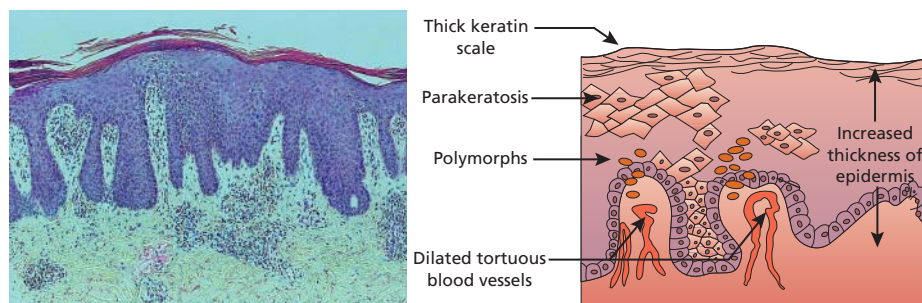 Thick keratin
scale
Parakeratosis
Polymorphs
Increased
thickness of
epidermis
Dilated tortuous
blood vessels